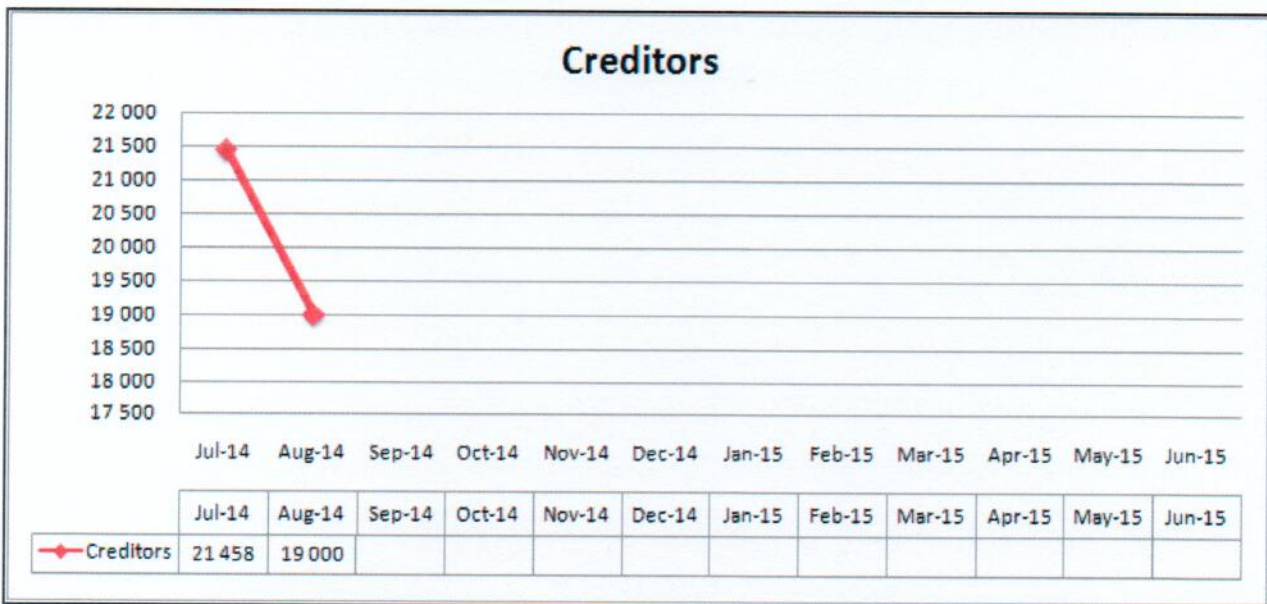 Creditors
22 000
21 500
21 000
20 500
20 000
19 500
19 000
18 500
18 000
17 500
Jul-14 Aug-14 Sep-14 Oct-14 Nov-14 Dec-14 Jan-15 Feb-15 Mar-15 Apr-15 May-15 Jun-15
Jul-14 Aug-14 Sep-14 Oct-14 Nov-14 Dec-14 Jan-15 Feb-15 Mar-15 Apr-15 May-15 Jun-15
Creditors 21 458 19 000